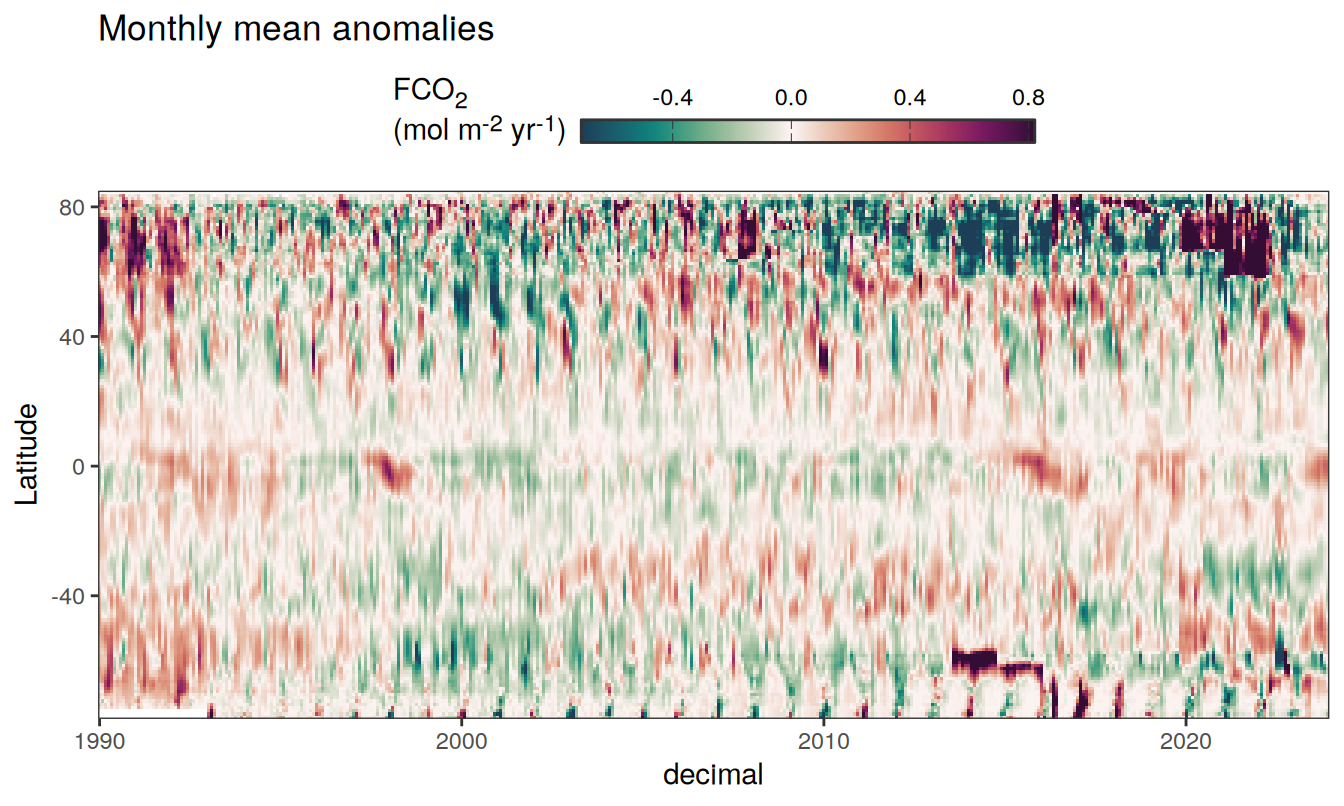 Monthly mean anomalies
FCO₂
(mol m⁻² yr⁻¹)
-0.4 0.0 0.4 0.8
Latitude
80
40
0
-40
1990 2000 2010 2020
decimal